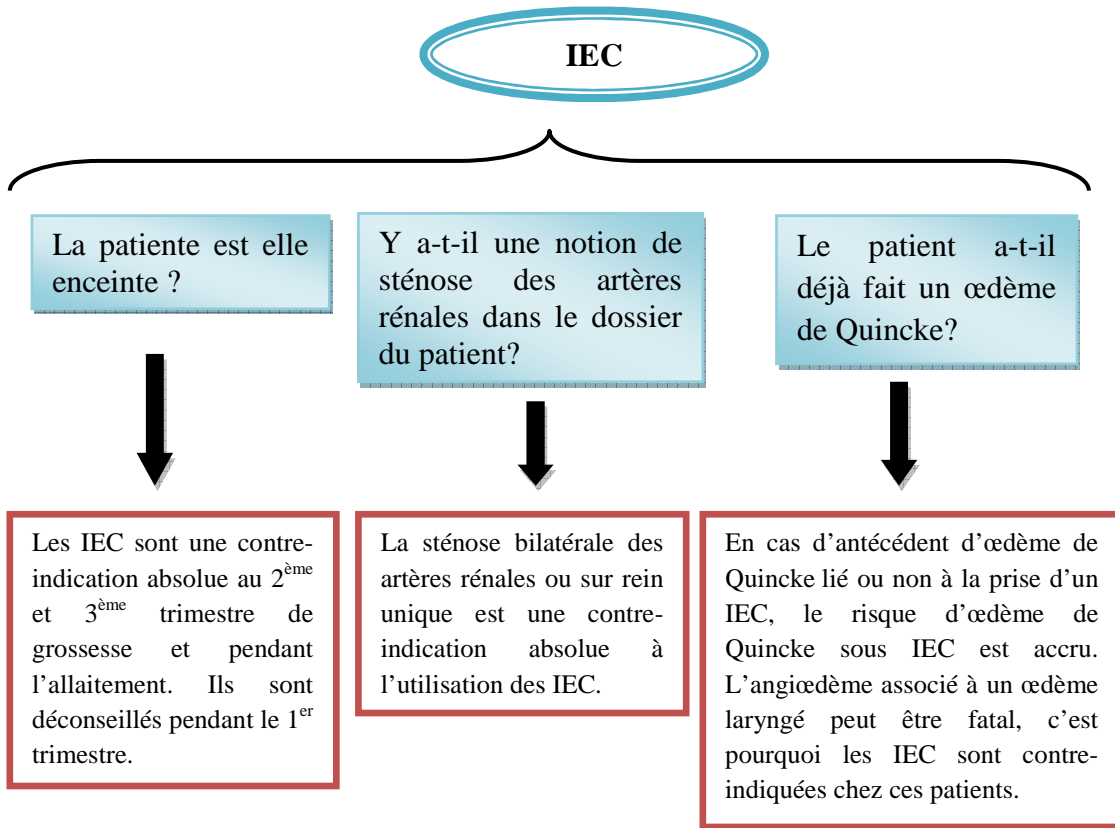 IEC
La patiente est elle
enceinte ?
Y a-t-il une notion de
sténose des artères
rénales dans le dossier
du patient?
Le patient a-t-il
déjà fait un œdème
de Quincke?
Les IEC sont une contre-
indication absolue au 2ème
et 3ème trimestre de
grossesse et pendant
l’allaitement. Ils sont
déconseillés pendant le 1er
trimestre.
La sténose bilatérale des
artères rénales ou sur rein
unique est une contre-
indication absolue à
l’utilisation des IEC.
En cas d’antécédent d’œdème de
Quincke lié ou non à la prise d’un
IEC, le risque d’œdème de
Quincke sous IEC est accru.
L’angiœdème associé à un œdème
laryngé peut être fatal, c’est
pourquoi les IEC sont contre-
indiquées chez ces patients.